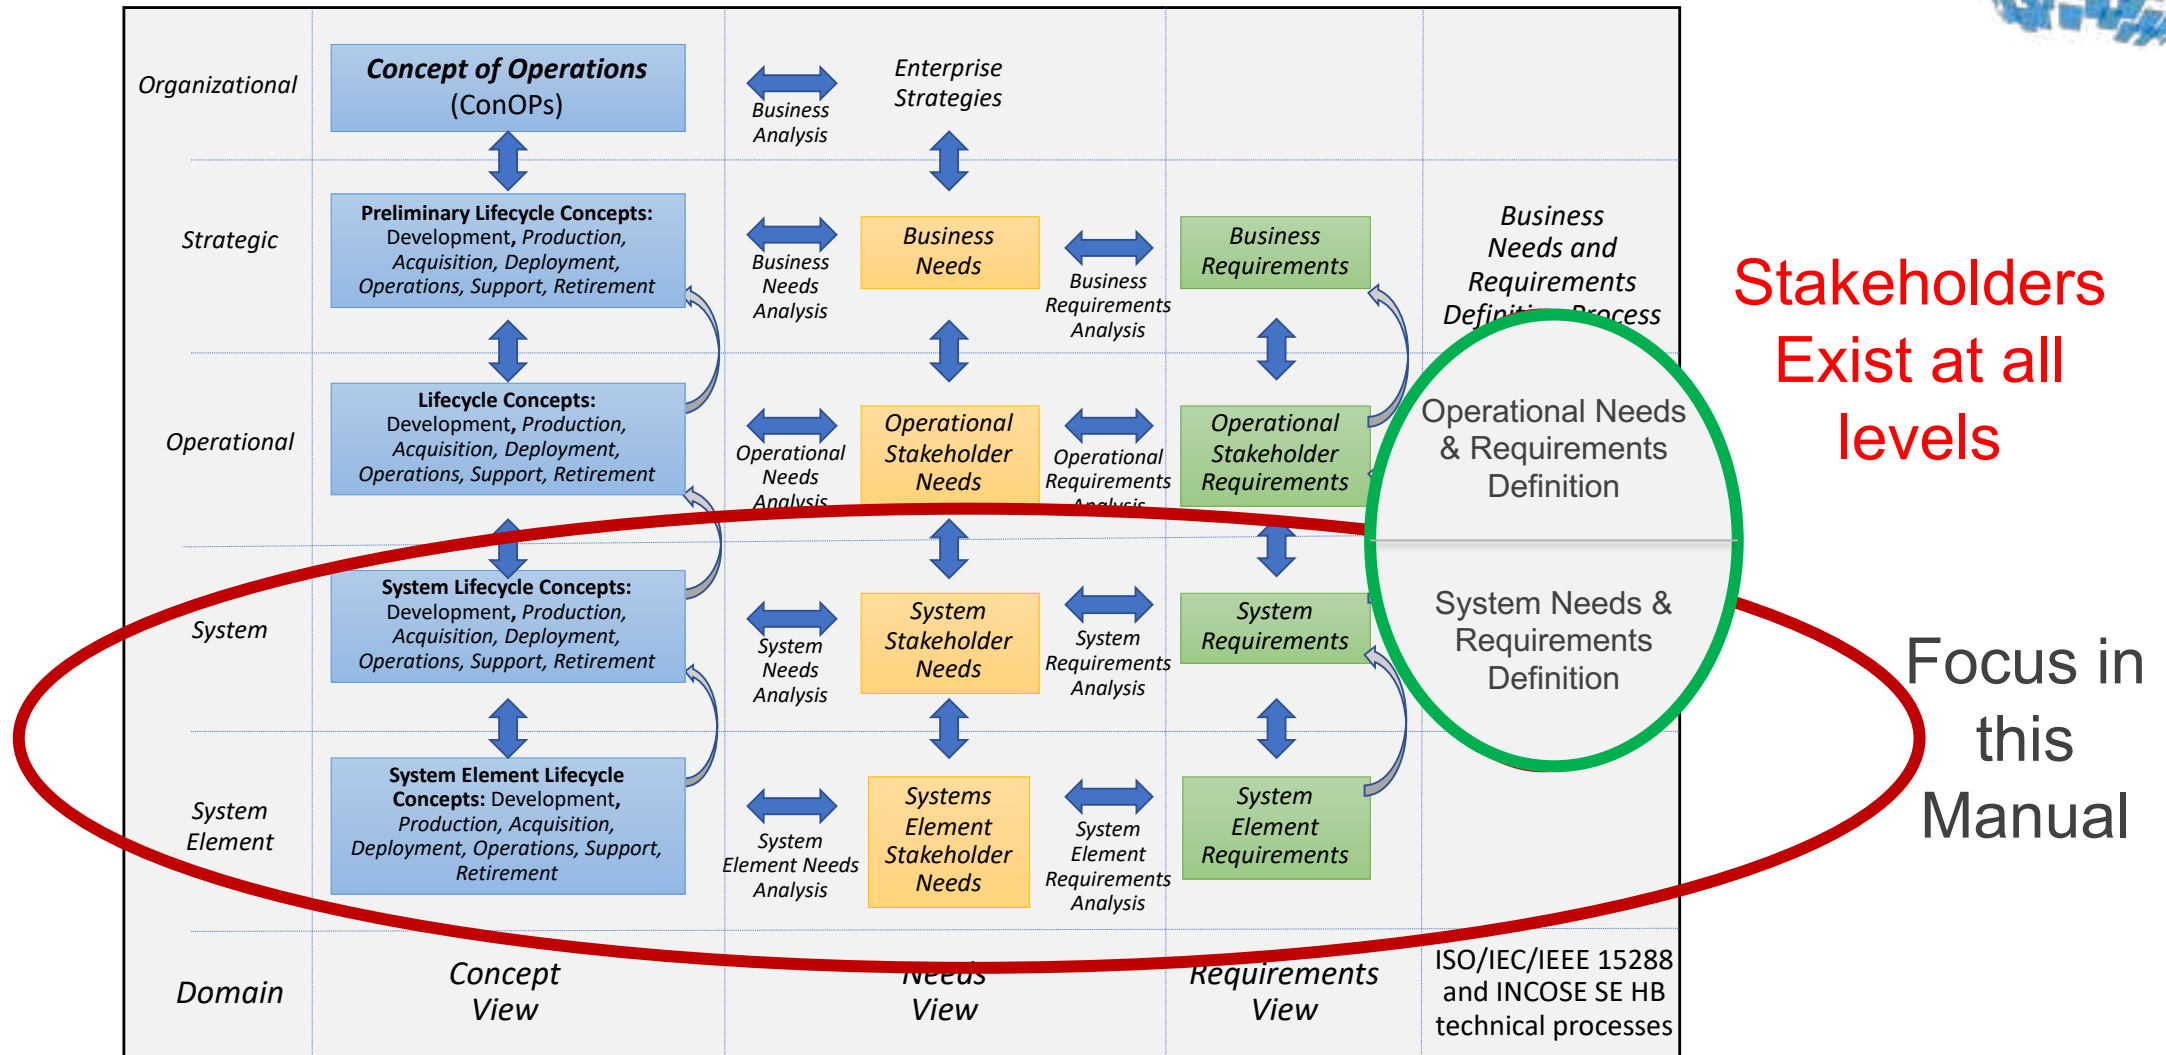 Organizational
Concept of Operations
(ConOPs)
Business
Analysis
Enterprise
Strategies
Strategic
Preliminary Lifecycle Concepts:
Development, Production,
Acquisition, Deployment,
Operations, Support, Retirement
Business
Needs
Analysis
Business
Needs
Business
Requirements
Analysis
Business
Requirements
Business
Needs and
Requirements
Definition Process
Operational
Lifecycle Concepts:
Development, Production,
Acquisition, Deployment,
Operations, Support, Retirement
Operational
Needs
Analysis
Operational
Stakeholder
Needs
Operational
Requirements
Analysis
Operational
Stakeholder
Requirements
Operational Needs
& Requirements
Definition
System
System Lifecycle Concepts:
Development, Production,
Acquisition, Deployment,
Operations, Support, Retirement
System
Needs
Analysis
System
Stakeholder
Needs
System
Requirements
Analysis
System
Requirements
System Needs &
Requirements
Definition
System
Element
System Element Lifecycle
Concepts: Development,
Production, Acquisition,
Deployment, Operations, Support,
Retirement
System
Element Needs
Analysis
Systems
Element
Stakeholder
Needs
System
Element
Requirements
Analysis
System
Element
Requirements
Domain
Concept
View
Needs
View
Requirements
View
ISO/IEC/IEEE 15288
and INCOSE SE HB
technical processes
Stakeholders
Exist at all
levels
Focus in
this
Manual